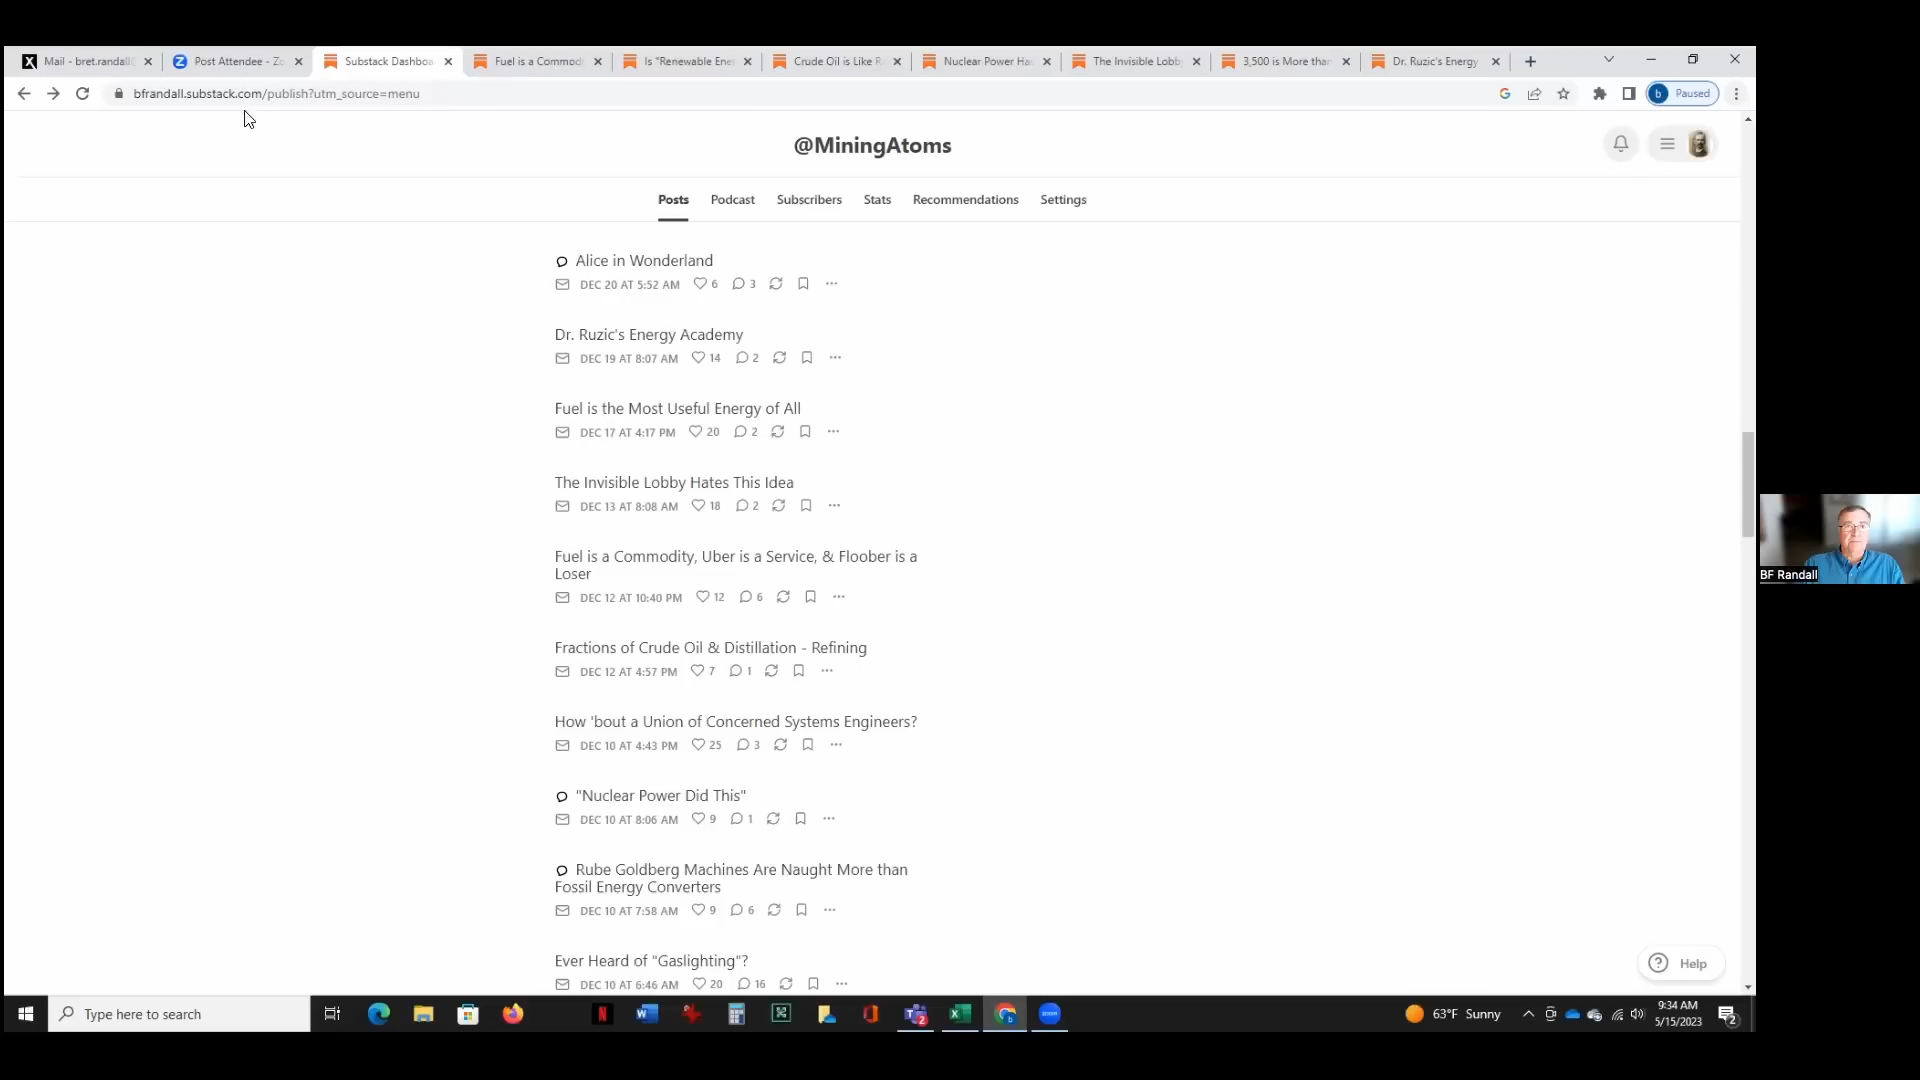 Mail - bret.randall
Post Attendee - Zo
Substack Dashboa
Fuel is a Commod
Is "Renewable Ene
Crude Oil is Like R
Nuclear Power Ha
The Invisible Lobb
3,500 is More than
Dr. Ruzic's Energy
bfrandall.substack.com/publish?utm_source=menu
b Paused
@MiningAtoms
Posts Podcast Subscribers Stats Recommendations Settings
Alice in Wonderland
DEC 20 AT 5:52 AM 6 3
Dr. Ruzic's Energy Academy
DEC 19 AT 8:07 AM 14 2
Fuel is the Most Useful Energy of All
DEC 17 AT 4:17 PM 20 2
The Invisible Lobby Hates This Idea
DEC 13 AT 8:08 AM 18 2
Fuel is a Commodity, Uber is a Service, & Floober is a
Loser
DEC 12 AT 10:40 PM 12 6
Fractions of Crude Oil & Distillation - Refining
DEC 12 AT 4:57 PM 7 1
How 'bout a Union of Concerned Systems Engineers?
DEC 10 AT 4:43 PM 25 3
"Nuclear Power Did This"
DEC 10 AT 8:06 AM 9 1
Rube Goldberg Machines Are Naught More than
Fossil Energy Converters
DEC 10 AT 7:58 AM 9 6
Ever Heard of "Gaslighting"?
DEC 10 AT 6:46 AM 20 16
BF Randall
Help
Type here to search
63°F Sunny
9:34 AM
5/15/2023